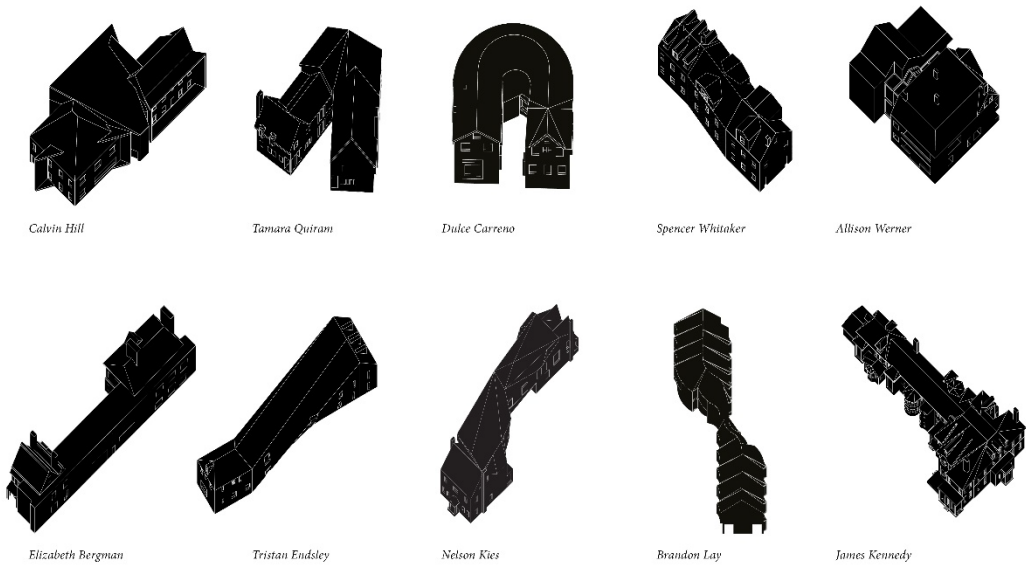 Calvin Hill
Tamara Quiram
Dulce Carreno
Spencer Whitaker
Allison Werner
Elizabeth Bergman
Tristan Endsley
Nelson Kies
Brandon Lay
James Kennedy